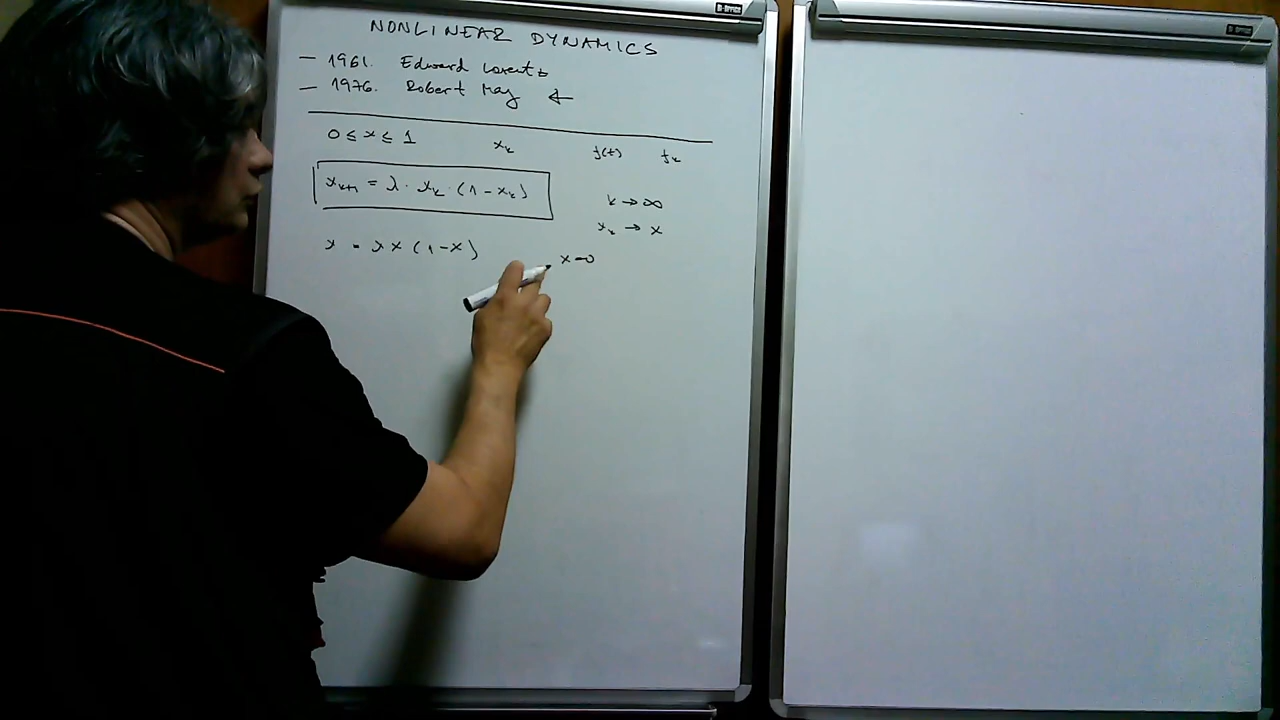 NONLINEAR DYNAMICS
— 1961. Edward Lorentz
— 1976. Robert May ←
0 ≤ x ≤ 1 x_k f(t) f_k
x_{k+1} = λ · x_k · (1 - x_k)
k → ∞
x_k → x
x = λ x (1 - x)